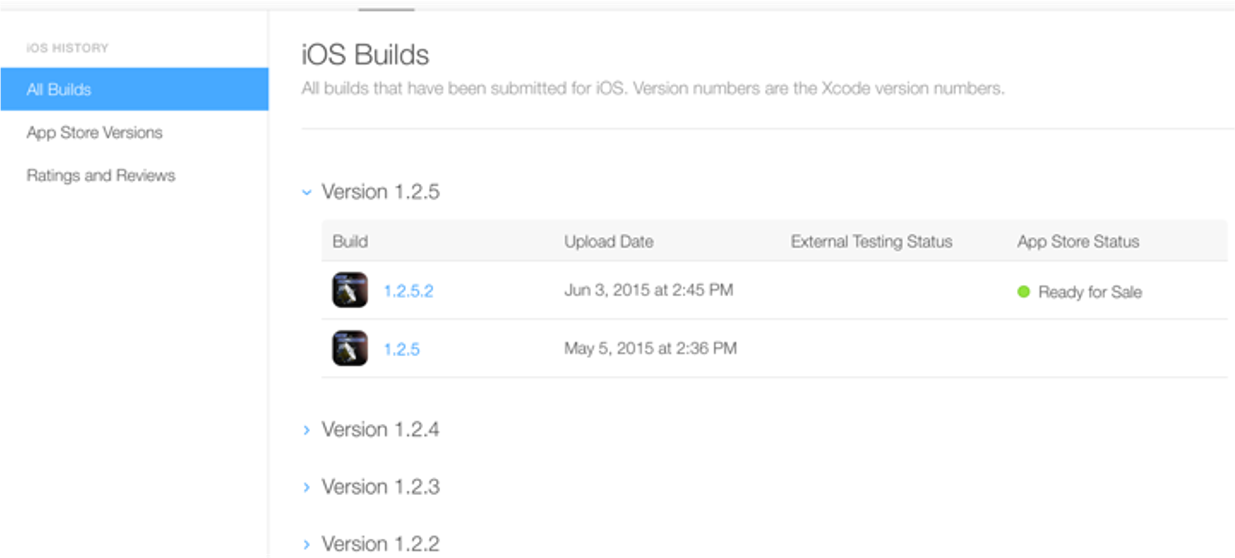 iOS HISTORY
All Builds
App Store Versions
Ratings and Reviews
iOS Builds
All builds that have been submitted for iOS. Version numbers are the Xcode version numbers.
Version 1.2.5
Build Upload Date External Testing Status App Store Status
1.2.5.2 Jun 3, 2015 at 2:45 PM Ready for Sale
1.2.5 May 5, 2015 at 2:36 PM
Version 1.2.4
Version 1.2.3
Version 1.2.2